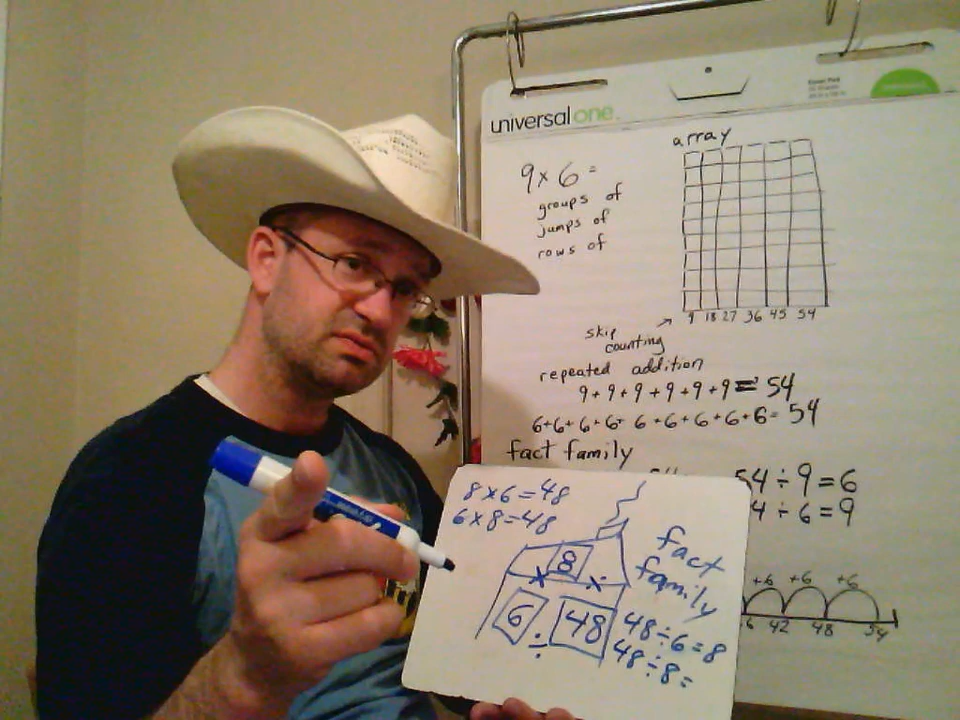 universal one
array
9 × 6 =
groups of
jumps of
rows of
9 18 27 36 45 54
skip
counting
repeated addition
9+9+9+9+9+9=54
6+6+6+6+6+6+6+6+6=54
fact family
54÷9=6
÷6=9
+6 +6 +6
42 48 54
8×6=48
6×8=48
fact
family
8
× ÷
6 48
÷
48÷6=8
48÷8=